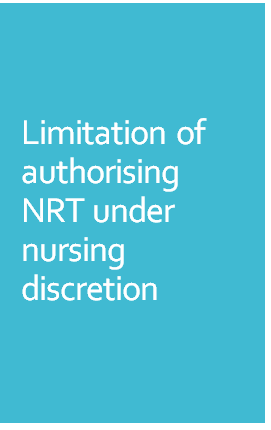 Limitation of
authorising
NRT under
nursing
discretion